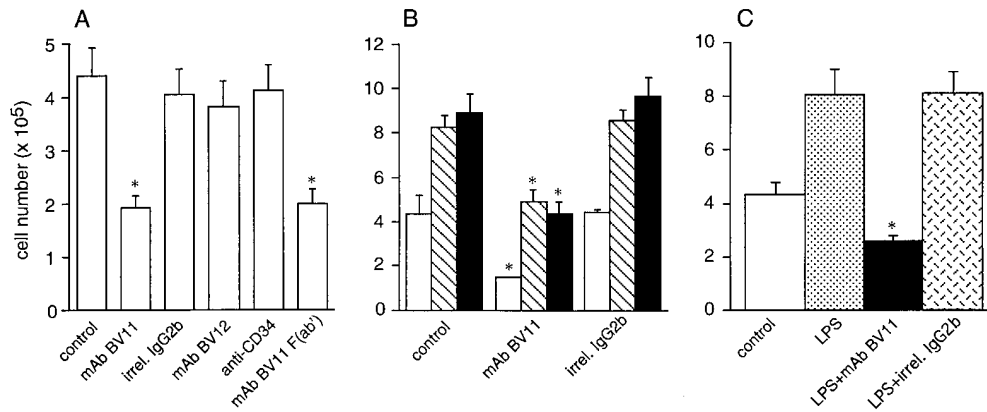 A
B
C
cell number (x 10⁵)
5
4
3
2
1
0
control
mAb BV11
irrel. IgG2b
mAb BV12
anti-CD34
mAb BV11 F(ab')
*
*
12
10
8
6
4
2
0
control
mAb BV11
irrel. IgG2b
*
*
*
10
8
6
4
2
0
control
LPS
LPS+mAb BV11
LPS+irrel. IgG2b
*